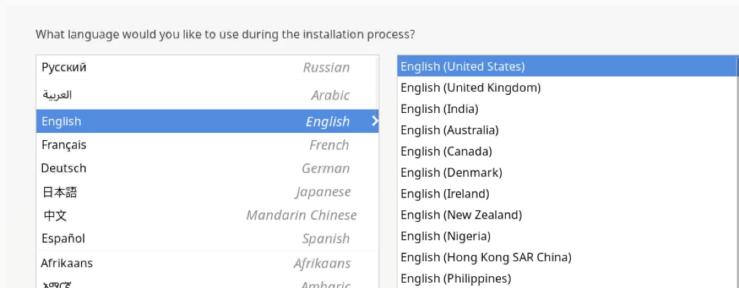 What language would you like to use during the installation process?
Русский Russian
العربية Arabic
English English
Français French
Deutsch German
日本語 Japanese
中文 Mandarin Chinese
Español Spanish
Afrikaans Afrikaans
አማርኛ Amharic
English (United States)
English (United Kingdom)
English (India)
English (Australia)
English (Canada)
English (Denmark)
English (Ireland)
English (New Zealand)
English (Nigeria)
English (Hong Kong SAR China)
English (Philippines)